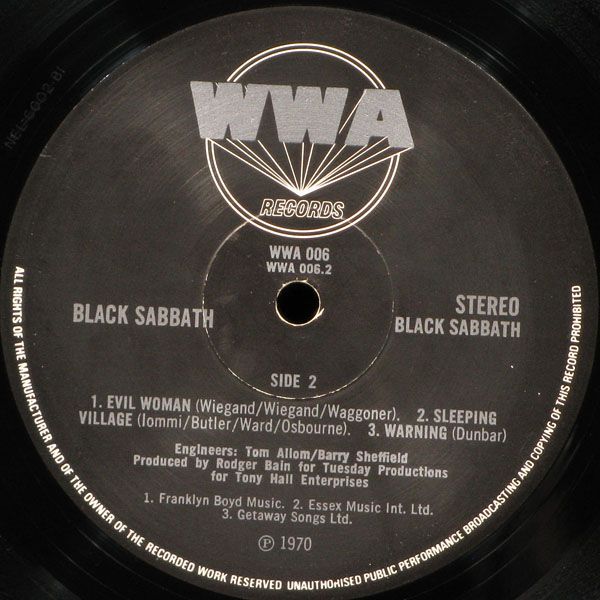 WWA
RECORDS
WWA 006
WWA 006.2
BLACK SABBATH
STEREO
BLACK SABBATH
SIDE 2
1. EVIL WOMAN (Wiegand/Wiegand/Waggoner). 2. SLEEPING
VILLAGE (Iommi/Butler/Ward/Osbourne). 3. WARNING (Dunbar)
Engineers: Tom Allom/Barry Sheffield
Produced by Rodger Bain for Tuesday Productions
for Tony Hall Enterprises
1. Franklyn Boyd Music. 2. Essex Music Int. Ltd.
3. Getaway Songs Ltd.
℗ 1970
ALL RIGHTS OF THE MANUFACTURER AND OF THE OWNER OF THE RECORDED WORK RESERVED UNAUTHORISED PUBLIC PERFORMANCE BROADCASTING AND COPYING OF THIS RECORD PROHIBITED